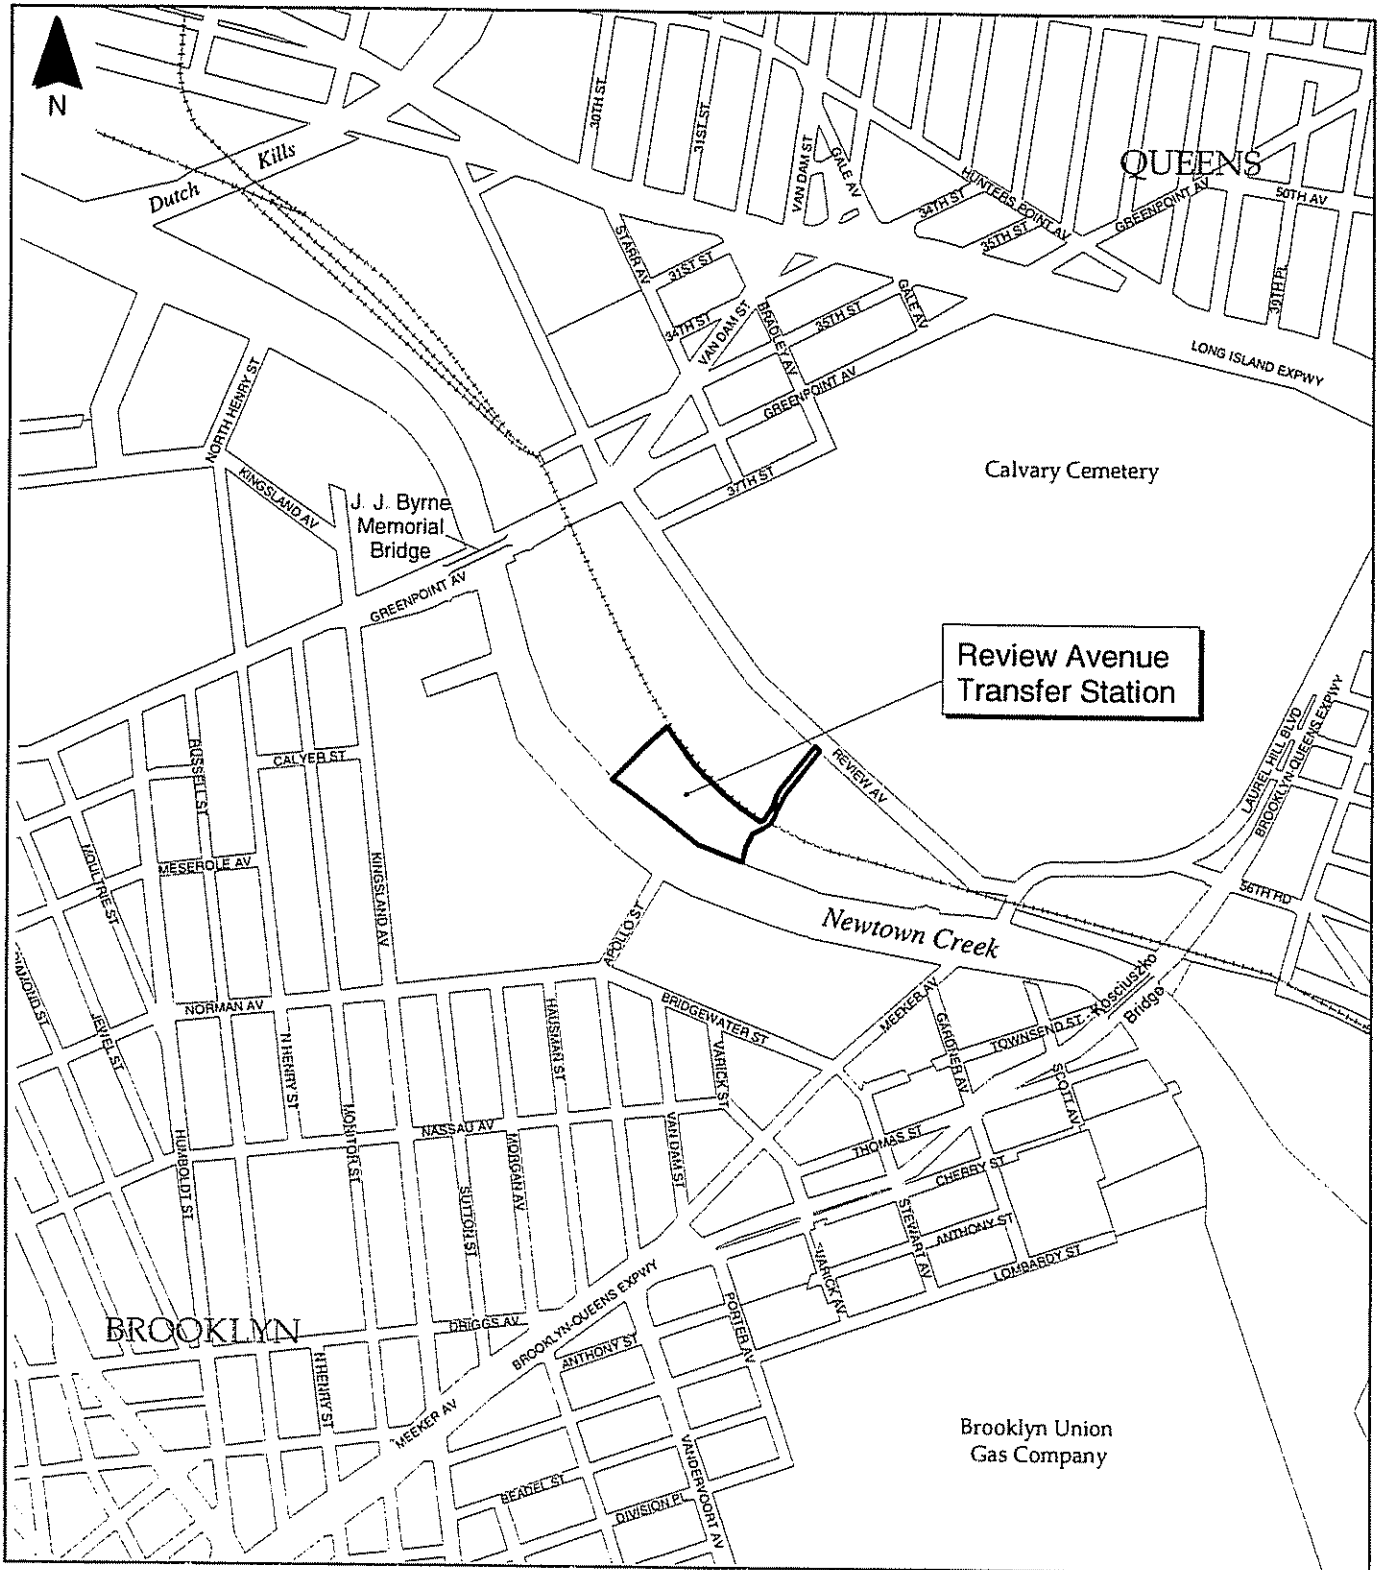 N
Dutch Kills
30TH ST
31ST ST
VAN DAM ST
GALE AV
QUEENS
HUNTERS POINT AV
34TH ST
35TH ST
GREENPOINT AV
50TH AV
39TH PL
STARR AV
31ST ST
34TH ST
VAN DAM ST
BRADLEY AV
35TH ST
GALE AV
GREENPOINT AV
LONG ISLAND EXPWY
37TH ST
Calvary Cemetery
NORTH HENRY ST
KINGSLAND AV
J. J. Byrne
Memorial
Bridge
GREENPOINT AV
Review Avenue
Transfer Station
REVIEW AV
LAUREL HILL BLVD
BROOKLYN-QUEENS EXPWY
56TH RD
RUSSELL ST
CALYER ST
MOULTRIE ST
MESEROLE AV
KINGSLAND AV
APOLLO ST
Newtown Creek
Kosciuszko
Bridge
DIAMOND ST
JEWEL ST
NORMAN AV
N HENRY ST
HAUSMAN ST
BRIDGEWATER ST
VARICK ST
MEEKER AV
GARDNER AV
TOWNSEND ST
SCOTT AV
HUMBOLDT ST
MONITOR ST
NASSAU AV
MORGAN AV
SUTTON ST
VAN DAM ST
THOMAS ST
CHERRY ST
STEWART AV
ANTHONY ST
LOMBARDY ST
VARICK AV
PORTER AV
BROOKLYN
DRIGGS AV
BROOKLYN-QUEENS EXPWY
ANTHONY ST
N HENRY ST
MEEKER AV
BEADEL ST
DIVISION PL
VANDERVOORT AV
Brooklyn Union
Gas Company